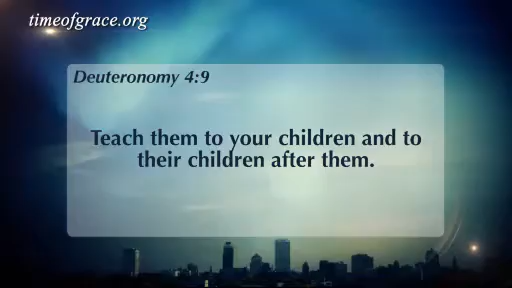 timeofgrace.org
Deuteronomy 4:9
Teach them to your children and to
their children after them.